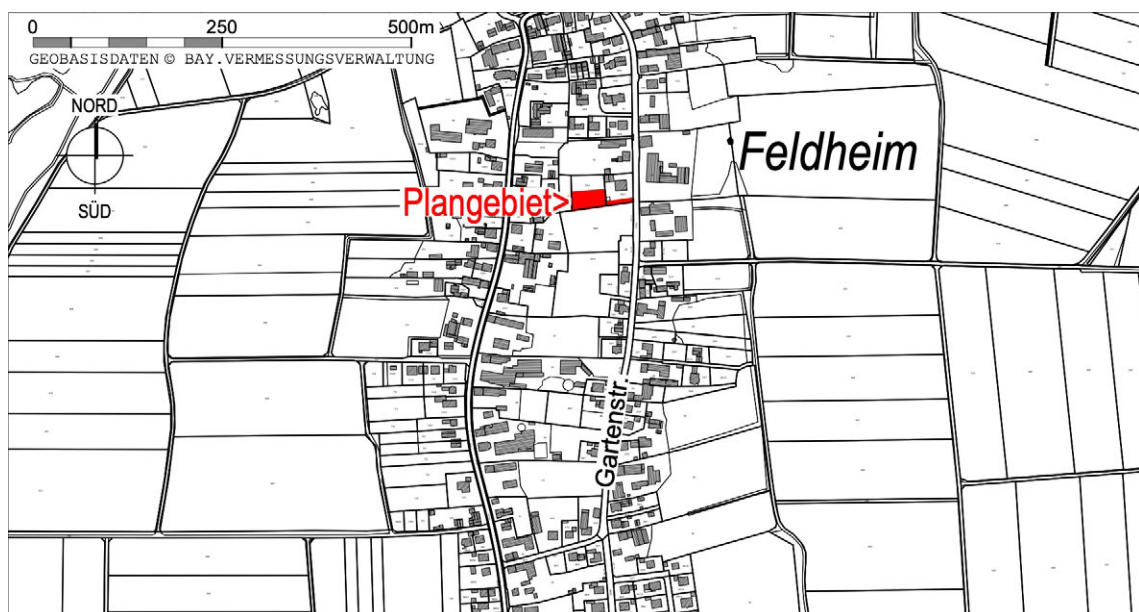 0 250 500m
GEOBASISDATEN © BAY.VERMESSUNGSVERWALTUNG
NORD
SÜD
Feldheim
Plangebiet>
Gartenstr.